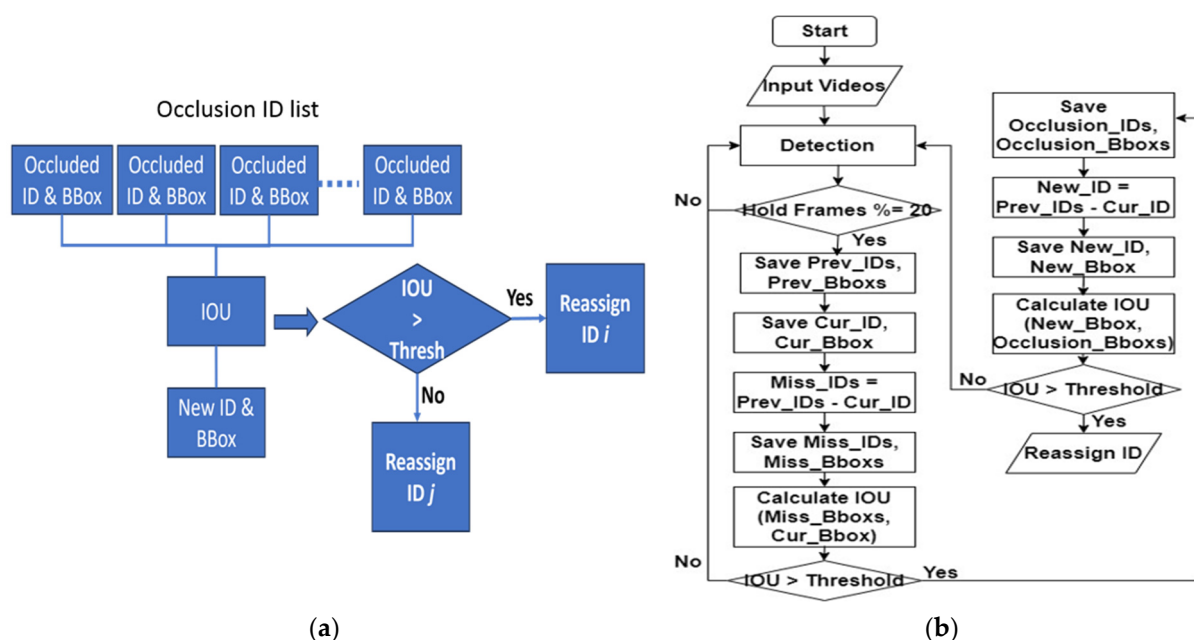 Occlusion ID list
Occluded
ID & BBox
Occluded
ID & BBox
Occluded
ID & BBox
Occluded
ID & BBox
IOU
New ID &
BBox
IOU
>
Thresh
Yes
Reassign
ID i
No
Reassign
ID j
(a)
Start
Input Videos
Detection
Hold Frames %= 20
No
Yes
Save Prev_IDs,
Prev_Bboxs
Save Cur_ID,
Cur_Bbox
Miss_IDs =
Prev_IDs - Cur_ID
Save Miss_IDs,
Miss_Bboxs
Calculate IOU
(Miss_Bboxs,
Cur_Bbox)
No
IOU > Threshold
Yes
Save
Occlusion_IDs,
Occlusion_Bboxs
New_ID =
Prev_IDs - Cur_ID
Save New_ID,
New_Bbox
Calculate IOU
(New_Bbox,
Occlusion_Bboxs)
No
IOU > Threshold
Yes
Reassign ID
(b)